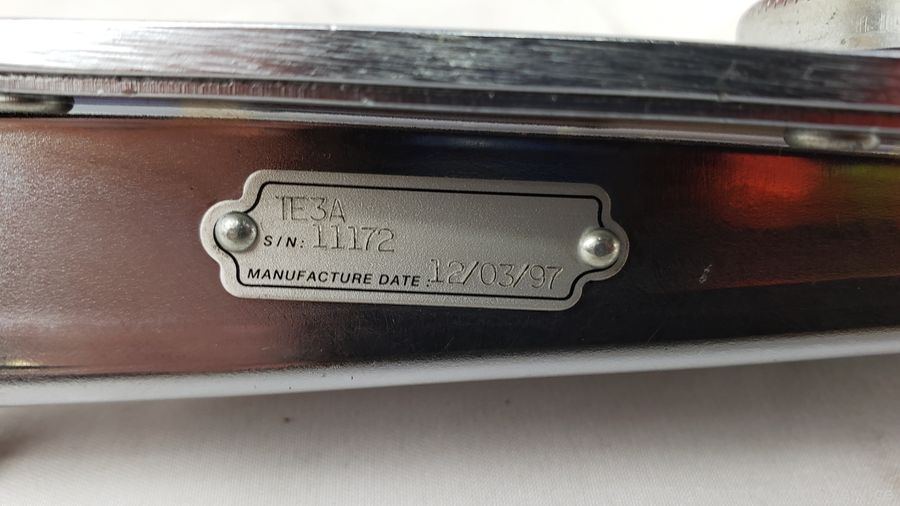 TE3A
S/N: 11172
MANUFACTURE DATE: 12/03/97